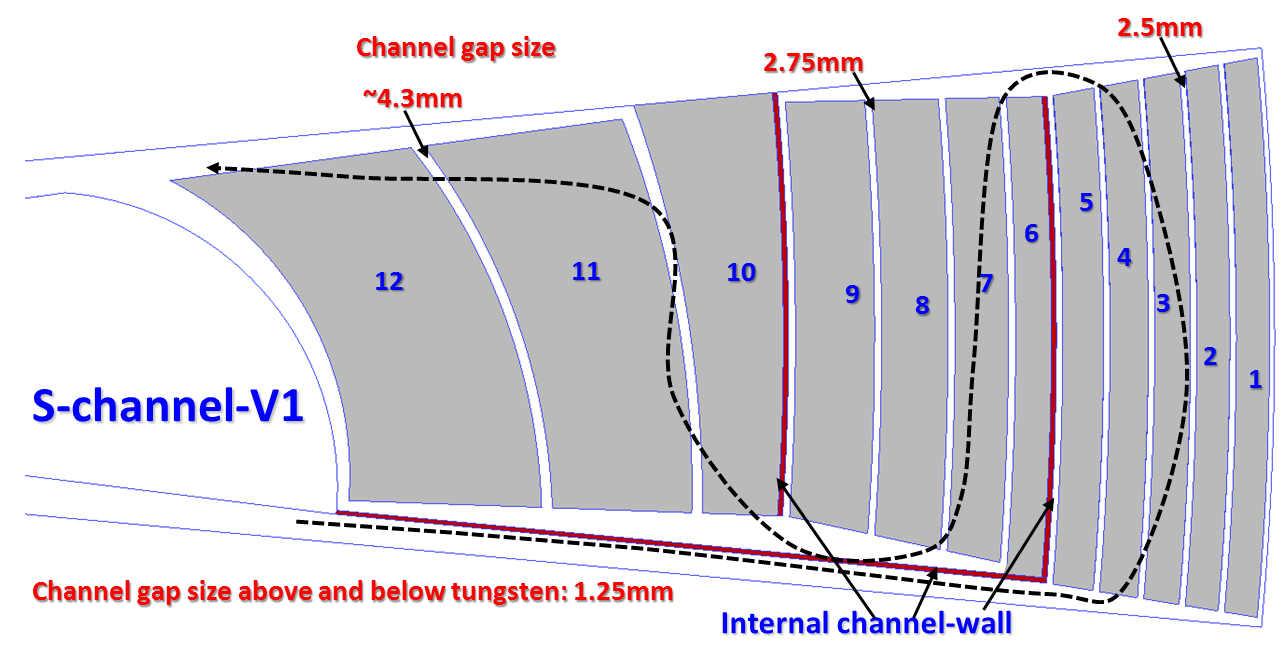 2.5mm
Channel gap size
2.75mm
~4.3mm
5
6
4
12
11
10
7
9
8
3
2
1
S-channel-V1
Channel gap size above and below tungsten: 1.25mm
Internal channel-wall